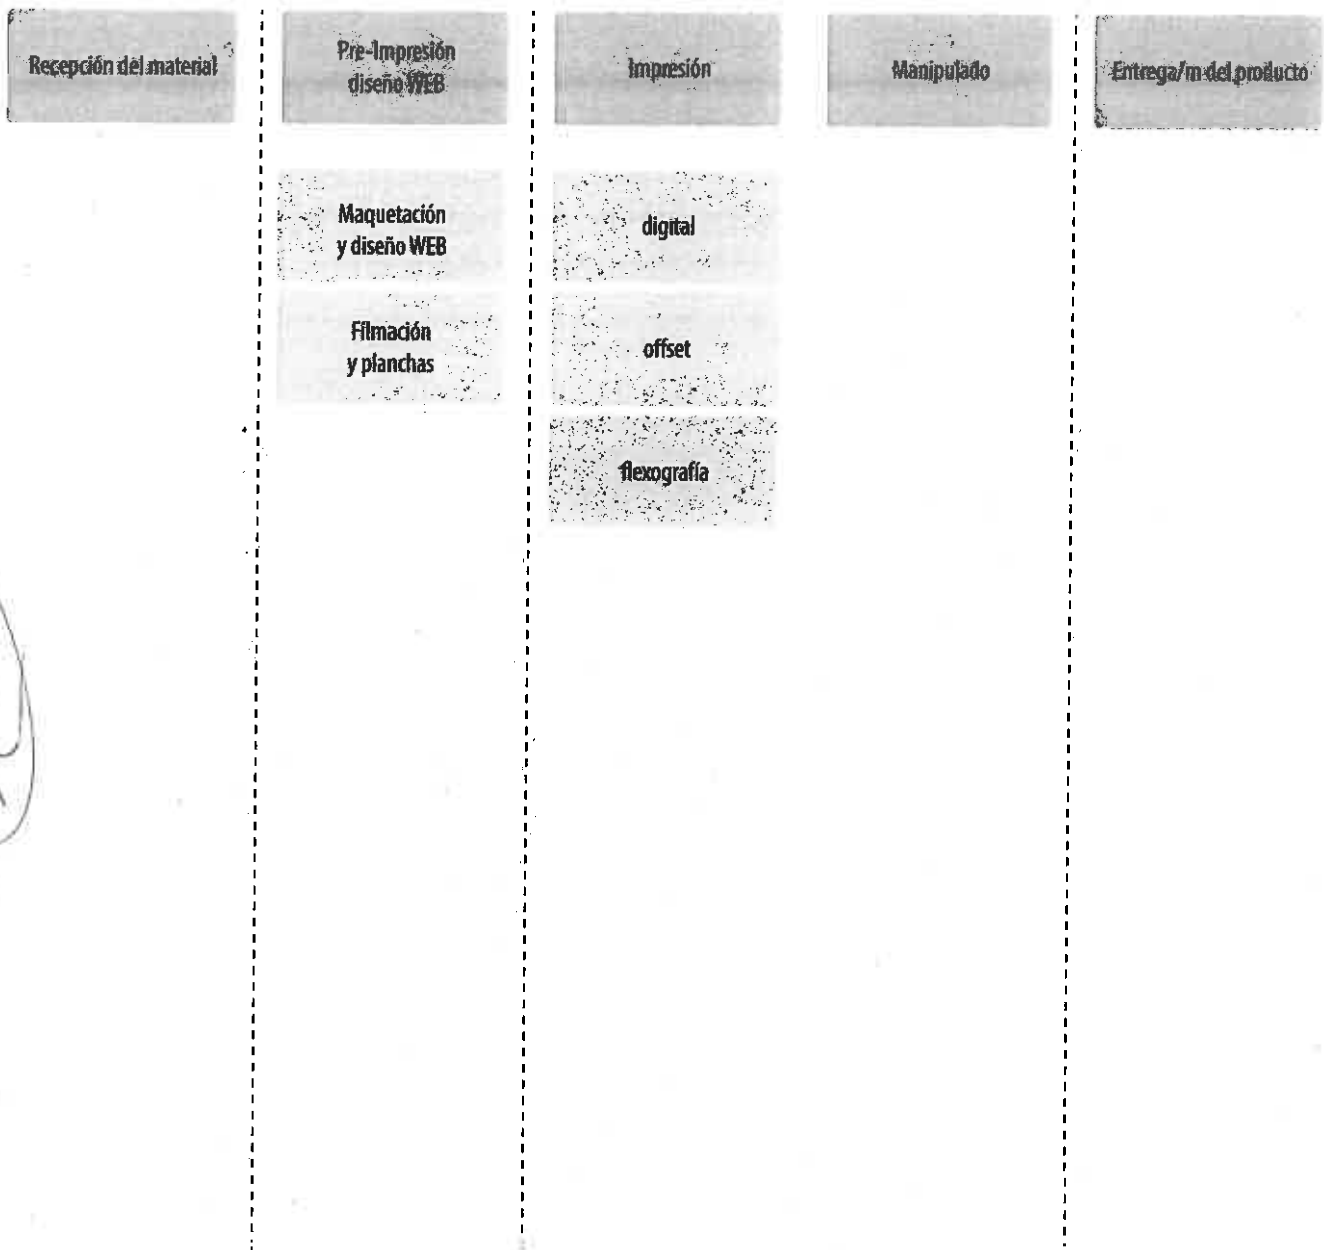 Recepción del material
Pre-Impresión
diseño WEB
Impresión
Manipulado
Entrega/m del producto
Maquetación
y diseño WEB
digital
Filmación
y planchas
offset
flexografía